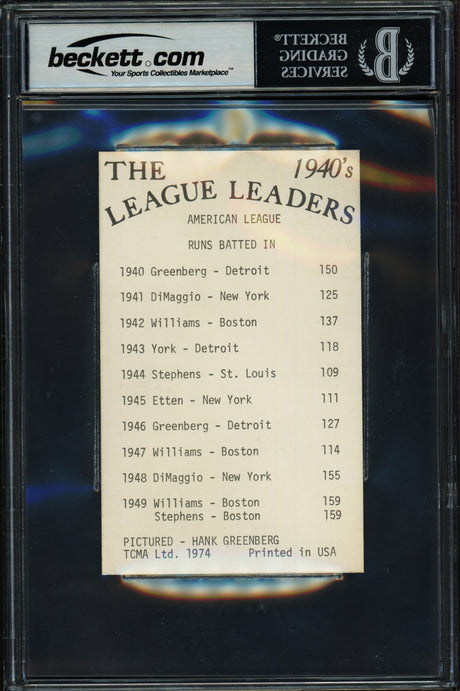 beckett.com
Your Sports Collectibles Marketplace™
BECKETT®
GRADING
SERVICES
B
THE 1940's
LEAGUE LEADERS
AMERICAN LEAGUE
RUNS BATTED IN
1940 Greenberg - Detroit 150
1941 DiMaggio - New York 125
1942 Williams - Boston 137
1943 York - Detroit 118
1944 Stephens - St. Louis 109
1945 Etten - New York 111
1946 Greenberg - Detroit 127
1947 Williams - Boston 114
1948 DiMaggio - New York 155
1949 Williams - Boston 159
Stephens - Boston 159
PICTURED - HANK GREENBERG
TCMA Ltd. 1974 Printed in USA